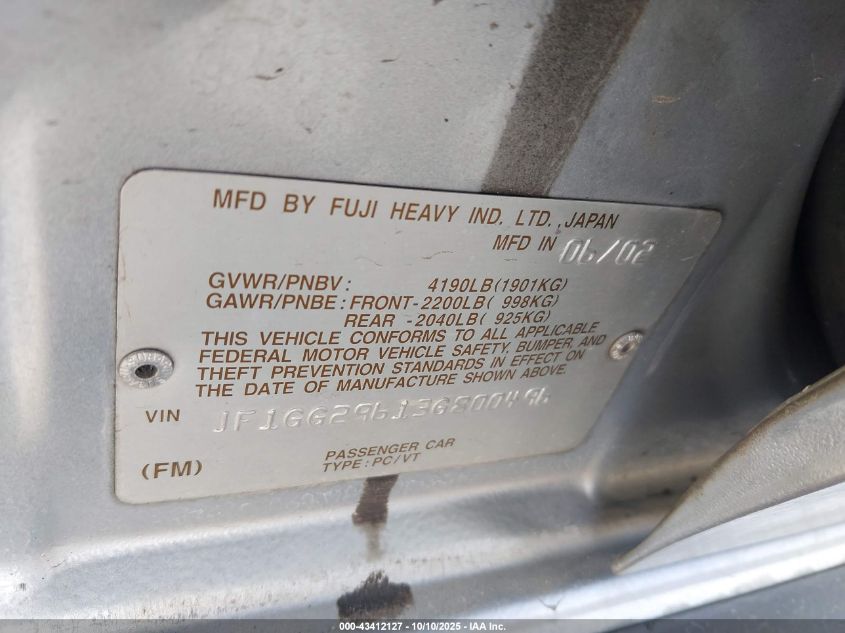 MFD BY FUJI HEAVY IND. LTD., JAPAN
MFD IN 06/02
GVWR/PNBV: 4190LB(1901KG)
GAWR/PNBE: FRONT-2200LB( 998KG)
REAR -2040LB( 925KG)
THIS VEHICLE CONFORMS TO ALL APPLICABLE
FEDERAL MOTOR VEHICLE SAFETY, BUMPER, AND
THEFT PREVENTION STANDARDS IN EFFECT ON
THE DATE OF MANUFACTURE SHOWN ABOVE.
VIN JF1GG29613G800496
PASSENGER CAR
(FM) TYPE: PC/VT
000-43412127 - 10/10/2025 - IAA Inc.